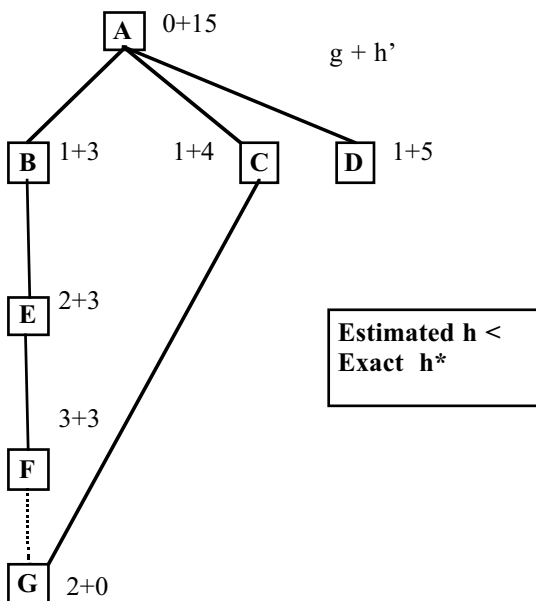 A 0+15
g + h’
B 1+3
1+4 C
D 1+5
E 2+3
Estimated h <
Exact h*
3+3
F
G 2+0